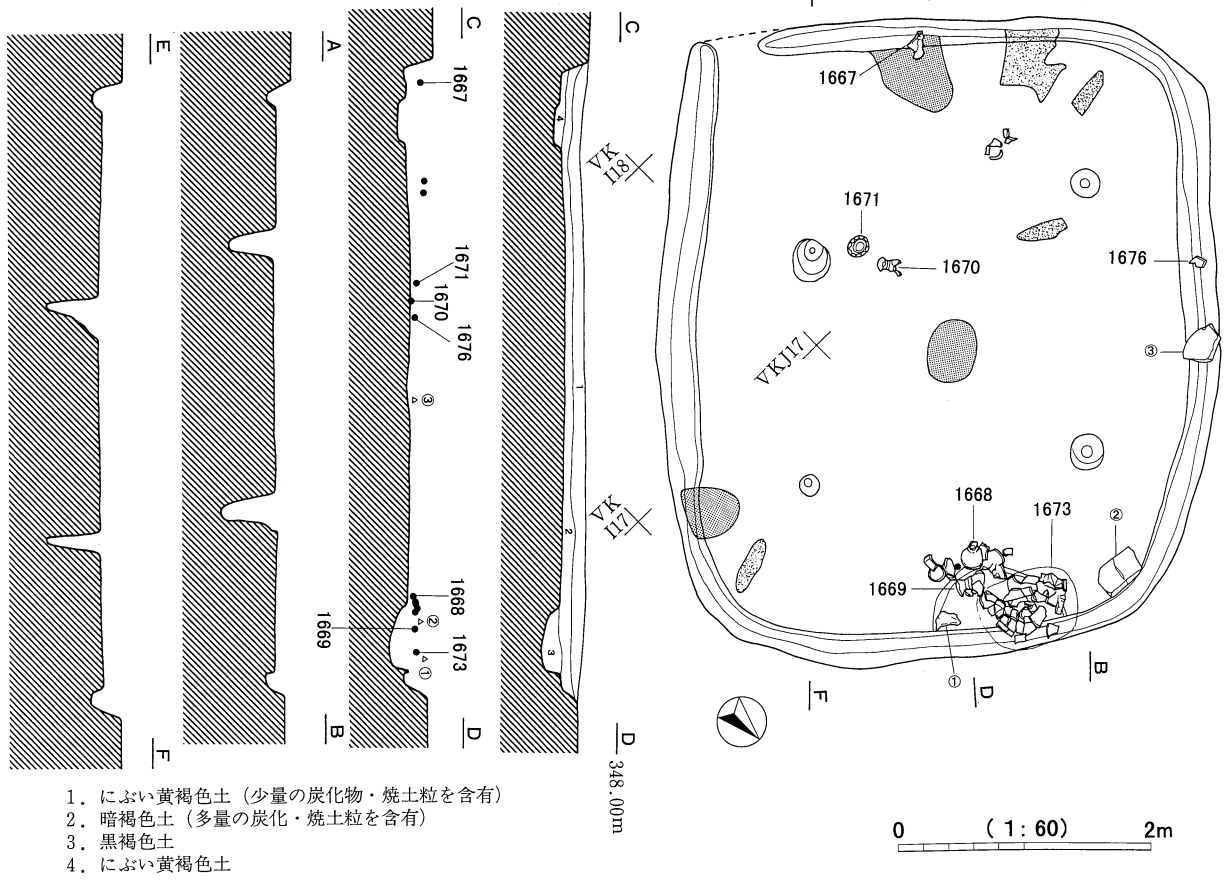 E
F
A
B
C
1667
1671
1670
1676
③
1668
②
1669
1673
①
D
C
4
1
2
3
D 348.00m
VK I18
VKJ17
VK I17
1667
1671
1670
1676
③
1668
1673
②
1669
①
B
D
F
1. にぶい黄褐色土 (少量の炭化物・焼土粒を含有)
2. 暗褐色土 (多量の炭化・焼土粒を含有)
3. 黒褐色土
4. にぶい黄褐色土
0 (1:60) 2m